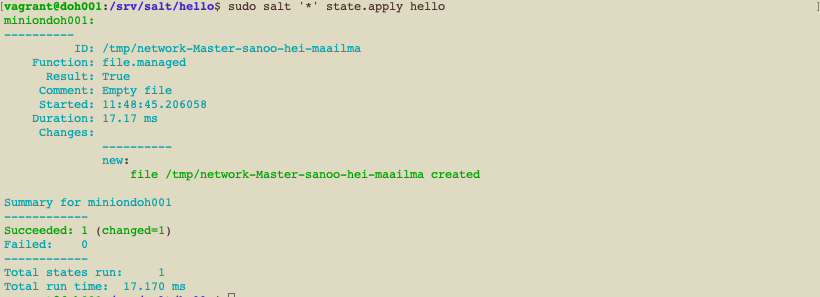 [vagrant@doh001:/srv/salt/hello$ sudo salt '*' state.apply hello ]
miniondoh001:
----------
ID: /tmp/network-Master-sanoo-hei-maailma
Function: file.managed
Result: True
Comment: Empty file
Started: 11:48:45.206058
Duration: 17.17 ms
Changes:
----------
new:
file /tmp/network-Master-sanoo-hei-maailma created
Summary for miniondoh001
------------
Succeeded: 1 (changed=1)
Failed: 0
------------
Total states run: 1
Total run time: 17.170 ms